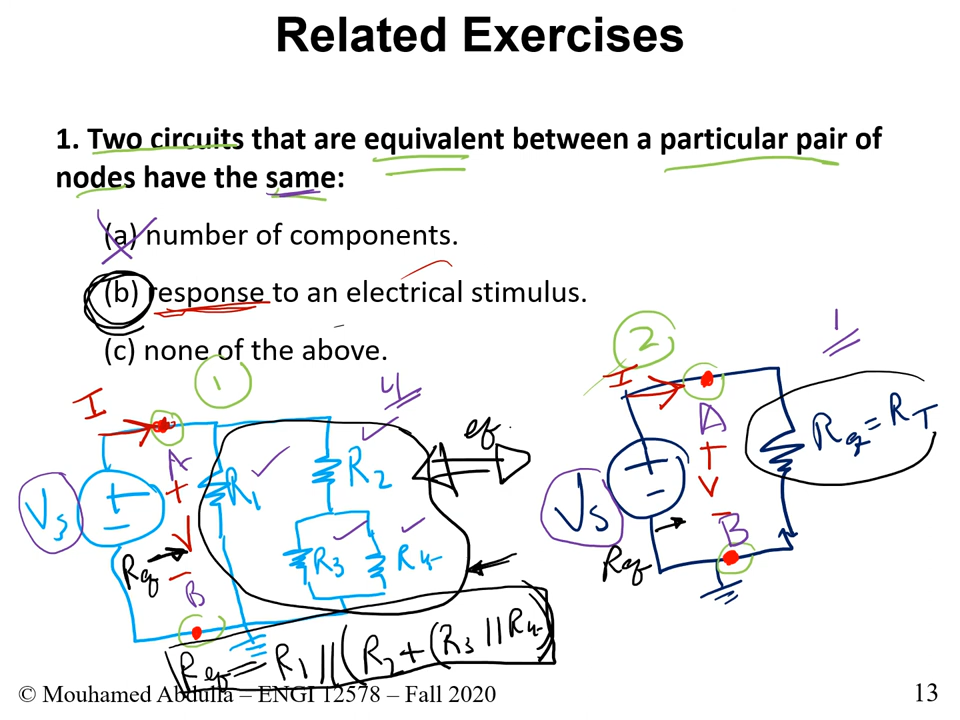 Related Exercises
1. Two circuits that are equivalent between a particular pair of
nodes have the same:
(a) number of components.
(b) response to an electrical stimulus.
(c) none of the above.
1
4
I
A
+
Vs
+
-
R1
R2
R3
R4
Req
-
B
eq.
2
1
I
A
+
V
-
B
Vs
+
-
Req = RT
Req
Req = R1 || (R2 + (R3 || R4)
© Mouhamed Abdulla – ENGI 12578 – Fall 2020
13